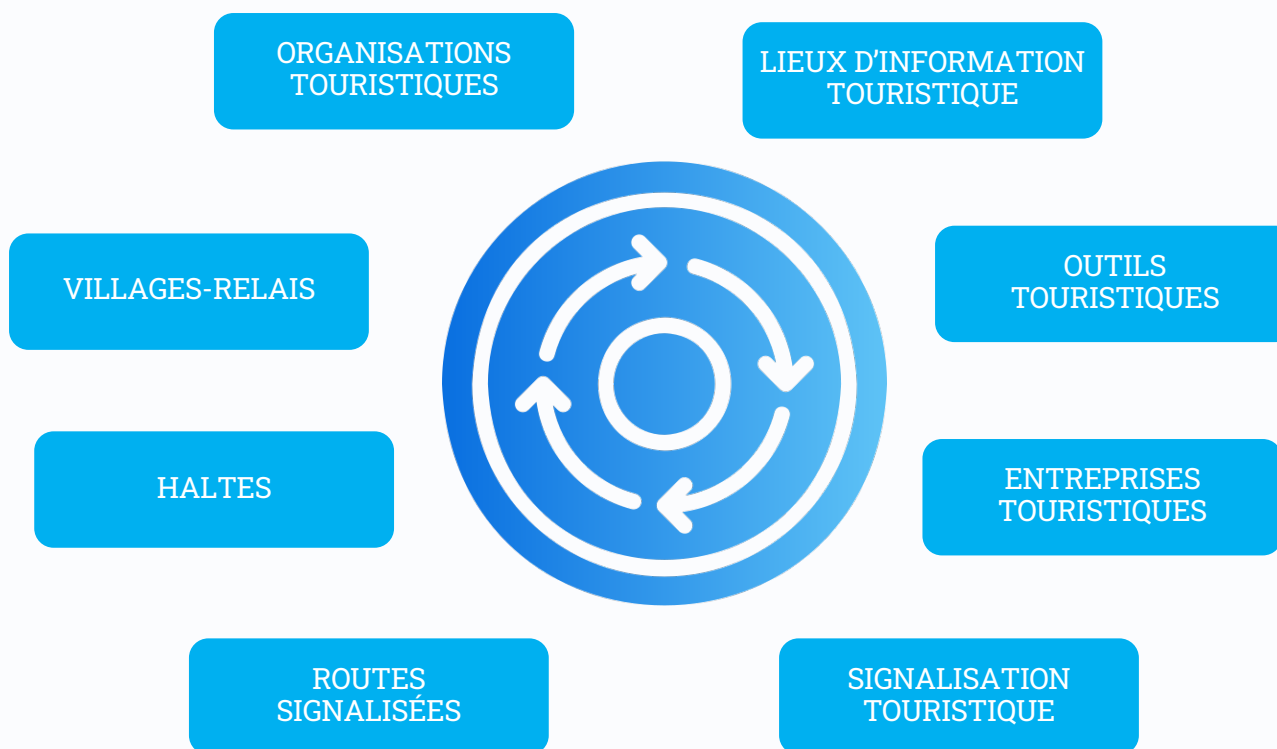 ORGANISATIONS
TOURISTIQUES
LIEUX D’INFORMATION
TOURISTIQUE
VILLAGES-RELAIS
OUTILS
TOURISTIQUES
HALTES
ENTREPRISES
TOURISTIQUES
ROUTES
SIGNALISÉES
SIGNALISATION
TOURISTIQUE